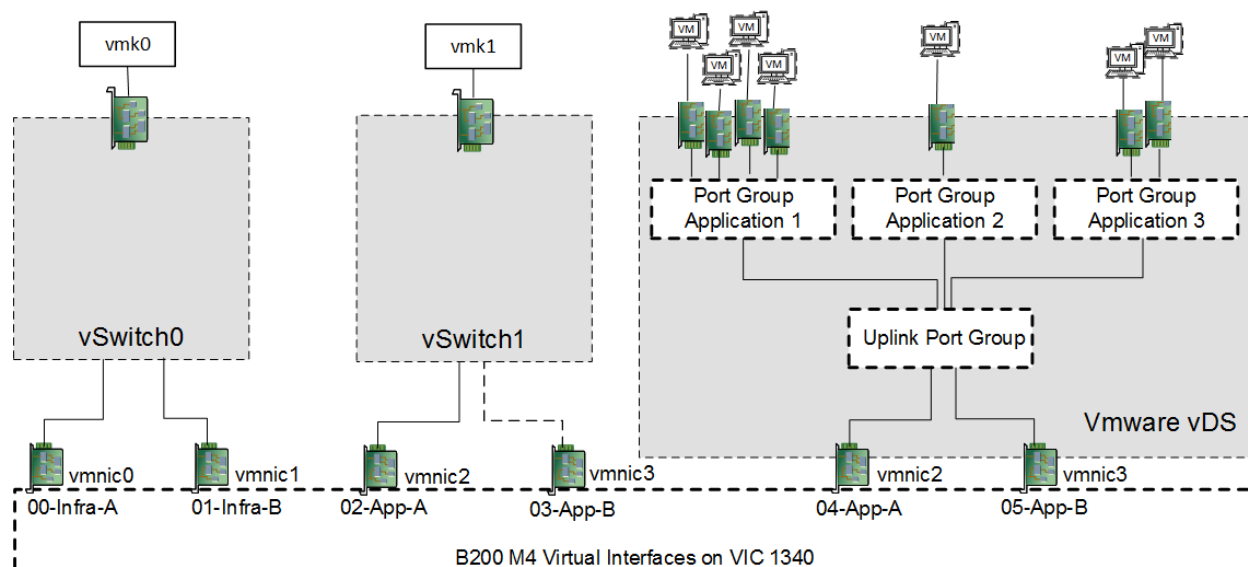 vmk0
vmk1
VM
VM
VM
VM
VM
VM
VM
Port Group
Application 1
Port Group
Application 2
Port Group
Application 3
vSwitch0
vSwitch1
Uplink Port Group
Vmware vDS
vmnic0
vmnic1
vmnic2
vmnic3
vmnic2
vmnic3
00-Infra-A
01-Infra-B
02-App-A
03-App-B
04-App-A
05-App-B
B200 M4 Virtual Interfaces on VIC 1340